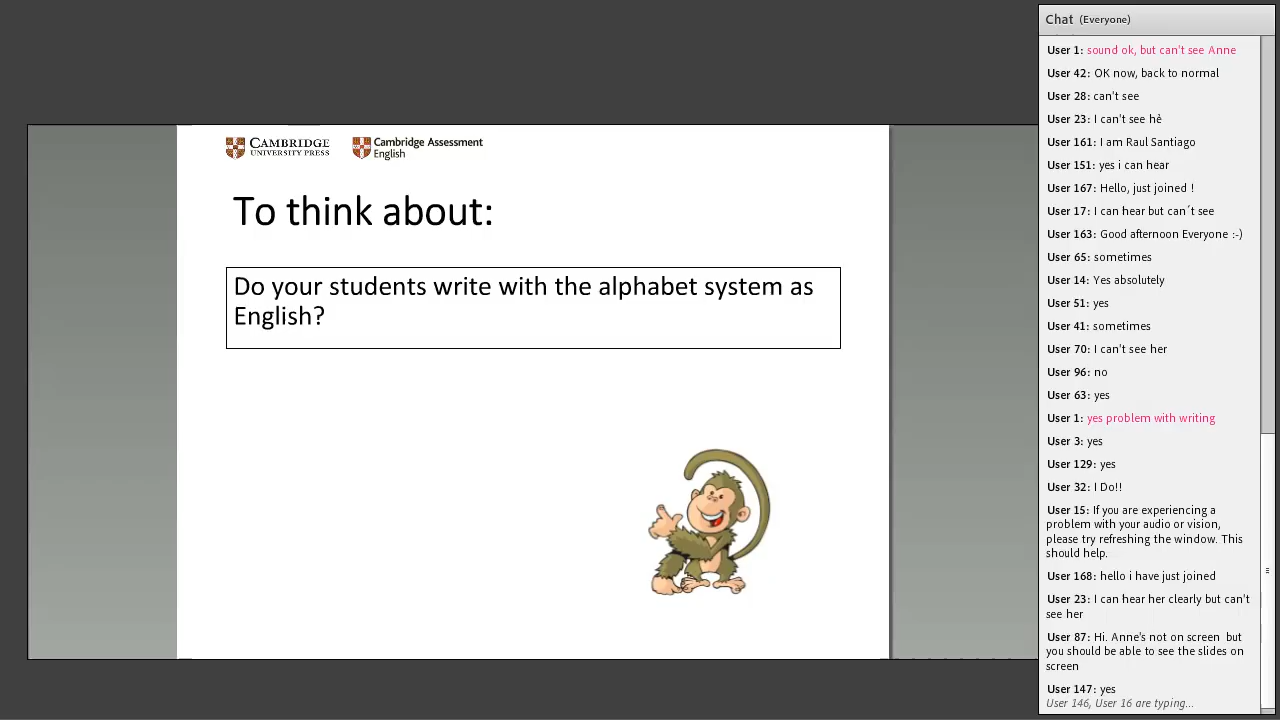 CAMBRIDGE
UNIVERSITY PRESS
Cambridge Assessment
English
To think about:
Do your students write with the alphabet system as
English?
Chat (Everyone)
User 1: sound ok, but can't see Anne
User 42: OK now, back to normal
User 28: can't see
User 23: I can't see hè
User 161: I am Raul Santiago
User 151: yes i can hear
User 167: Hello, just joined !
User 17: I can hear but can´t see
User 163: Good afternoon Everyone :-)
User 65: sometimes
User 14: Yes absolutely
User 51: yes
User 41: sometimes
User 70: I can't see her
User 96: no
User 63: yes
User 1: yes problem with writing
User 3: yes
User 129: yes
User 32: I Do!!
User 15: If you are experiencing a
problem with your audio or vision,
please try refreshing the window. This
should help.
User 168: hello i have just joined
User 23: I can hear her clearly but can't
see her
User 87: Hi. Anne's not on screen but
you should be able to see the slides on
screen
User 147: yes
User 146, User 16 are typing...